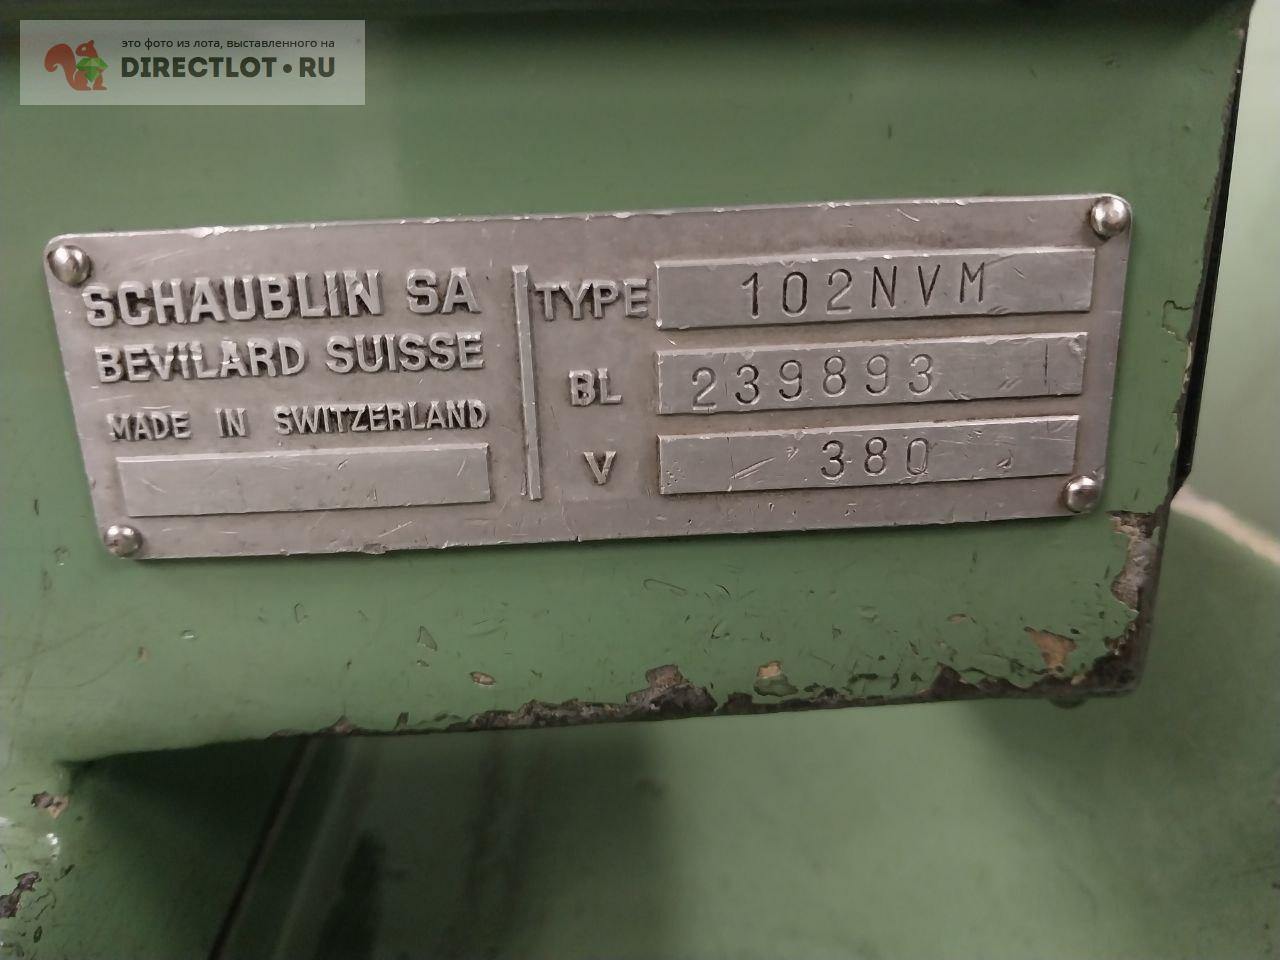 это фото из лота, выставленного на
DIRECTLOT.RU
SCHAUBLIN SA
BEVILARD SUISSE
MADE IN SWITZERLAND
TYPE 102NVM
BL 239893
V 380